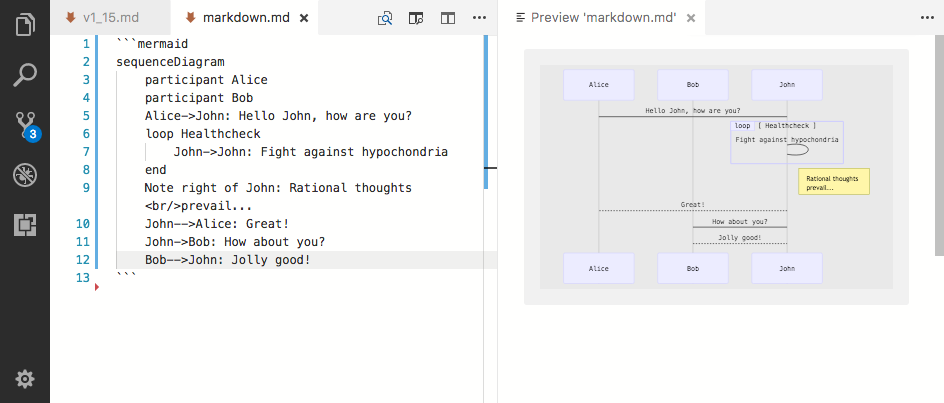 v1_15.md
markdown.md
Preview 'markdown.md'
3
1 ```mermaid
2 sequenceDiagram
3 participant Alice
4 participant Bob
5 Alice->John: Hello John, how are you?
6 loop Healthcheck
7 John->John: Fight against hypochondria
8 end
9 Note right of John: Rational thoughts
<br/>prevail...
10 John-->Alice: Great!
11 John->Bob: How about you?
12 Bob-->John: Jolly good!
13 ```
Alice Bob John
Hello John, how are you?
loop [ Healthcheck ]
Fight against hypochondria
Rational thoughts
prevail...
Great!
How about you?
Jolly good!
Alice Bob John